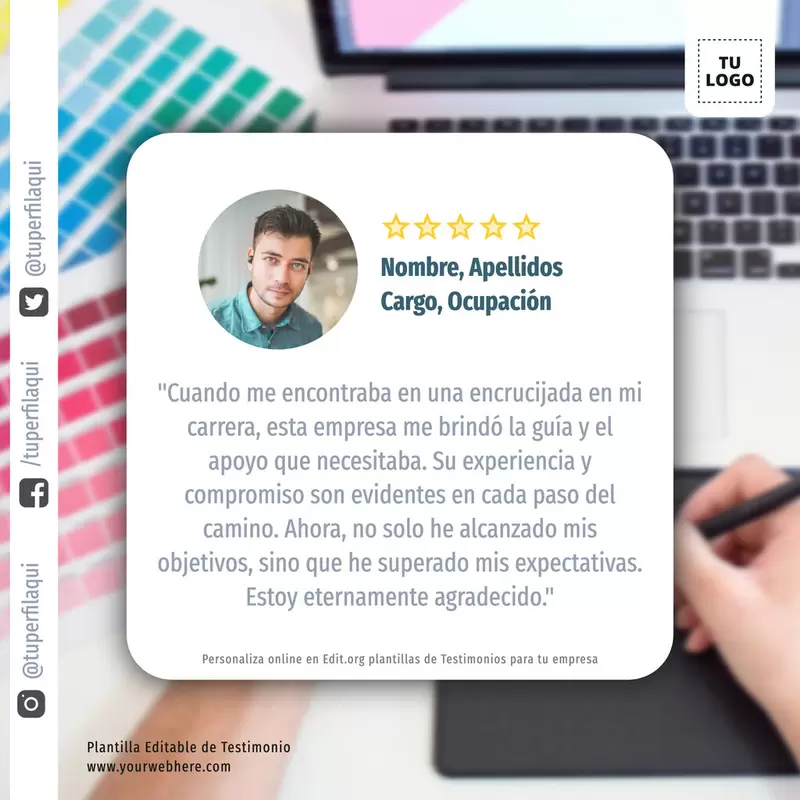 TU
LOGO
@tuperfilaqui
/tuperfilaqui
@tuperfilaqui
Nombre, Apellidos
Cargo, Ocupación
"Cuando me encontraba en una encrucijada en mi
carrera, esta empresa me brindó la guía y el
apoyo que necesitaba. Su experiencia y
compromiso son evidentes en cada paso del
camino. Ahora, no solo he alcanzado mis
objetivos, sino que he superado mis expectativas.
Estoy eternamente agradecido."
Personaliza online en Edit.org plantillas de Testimonios para tu empresa
Plantilla Editable de Testimonio
www.yourwebhere.com